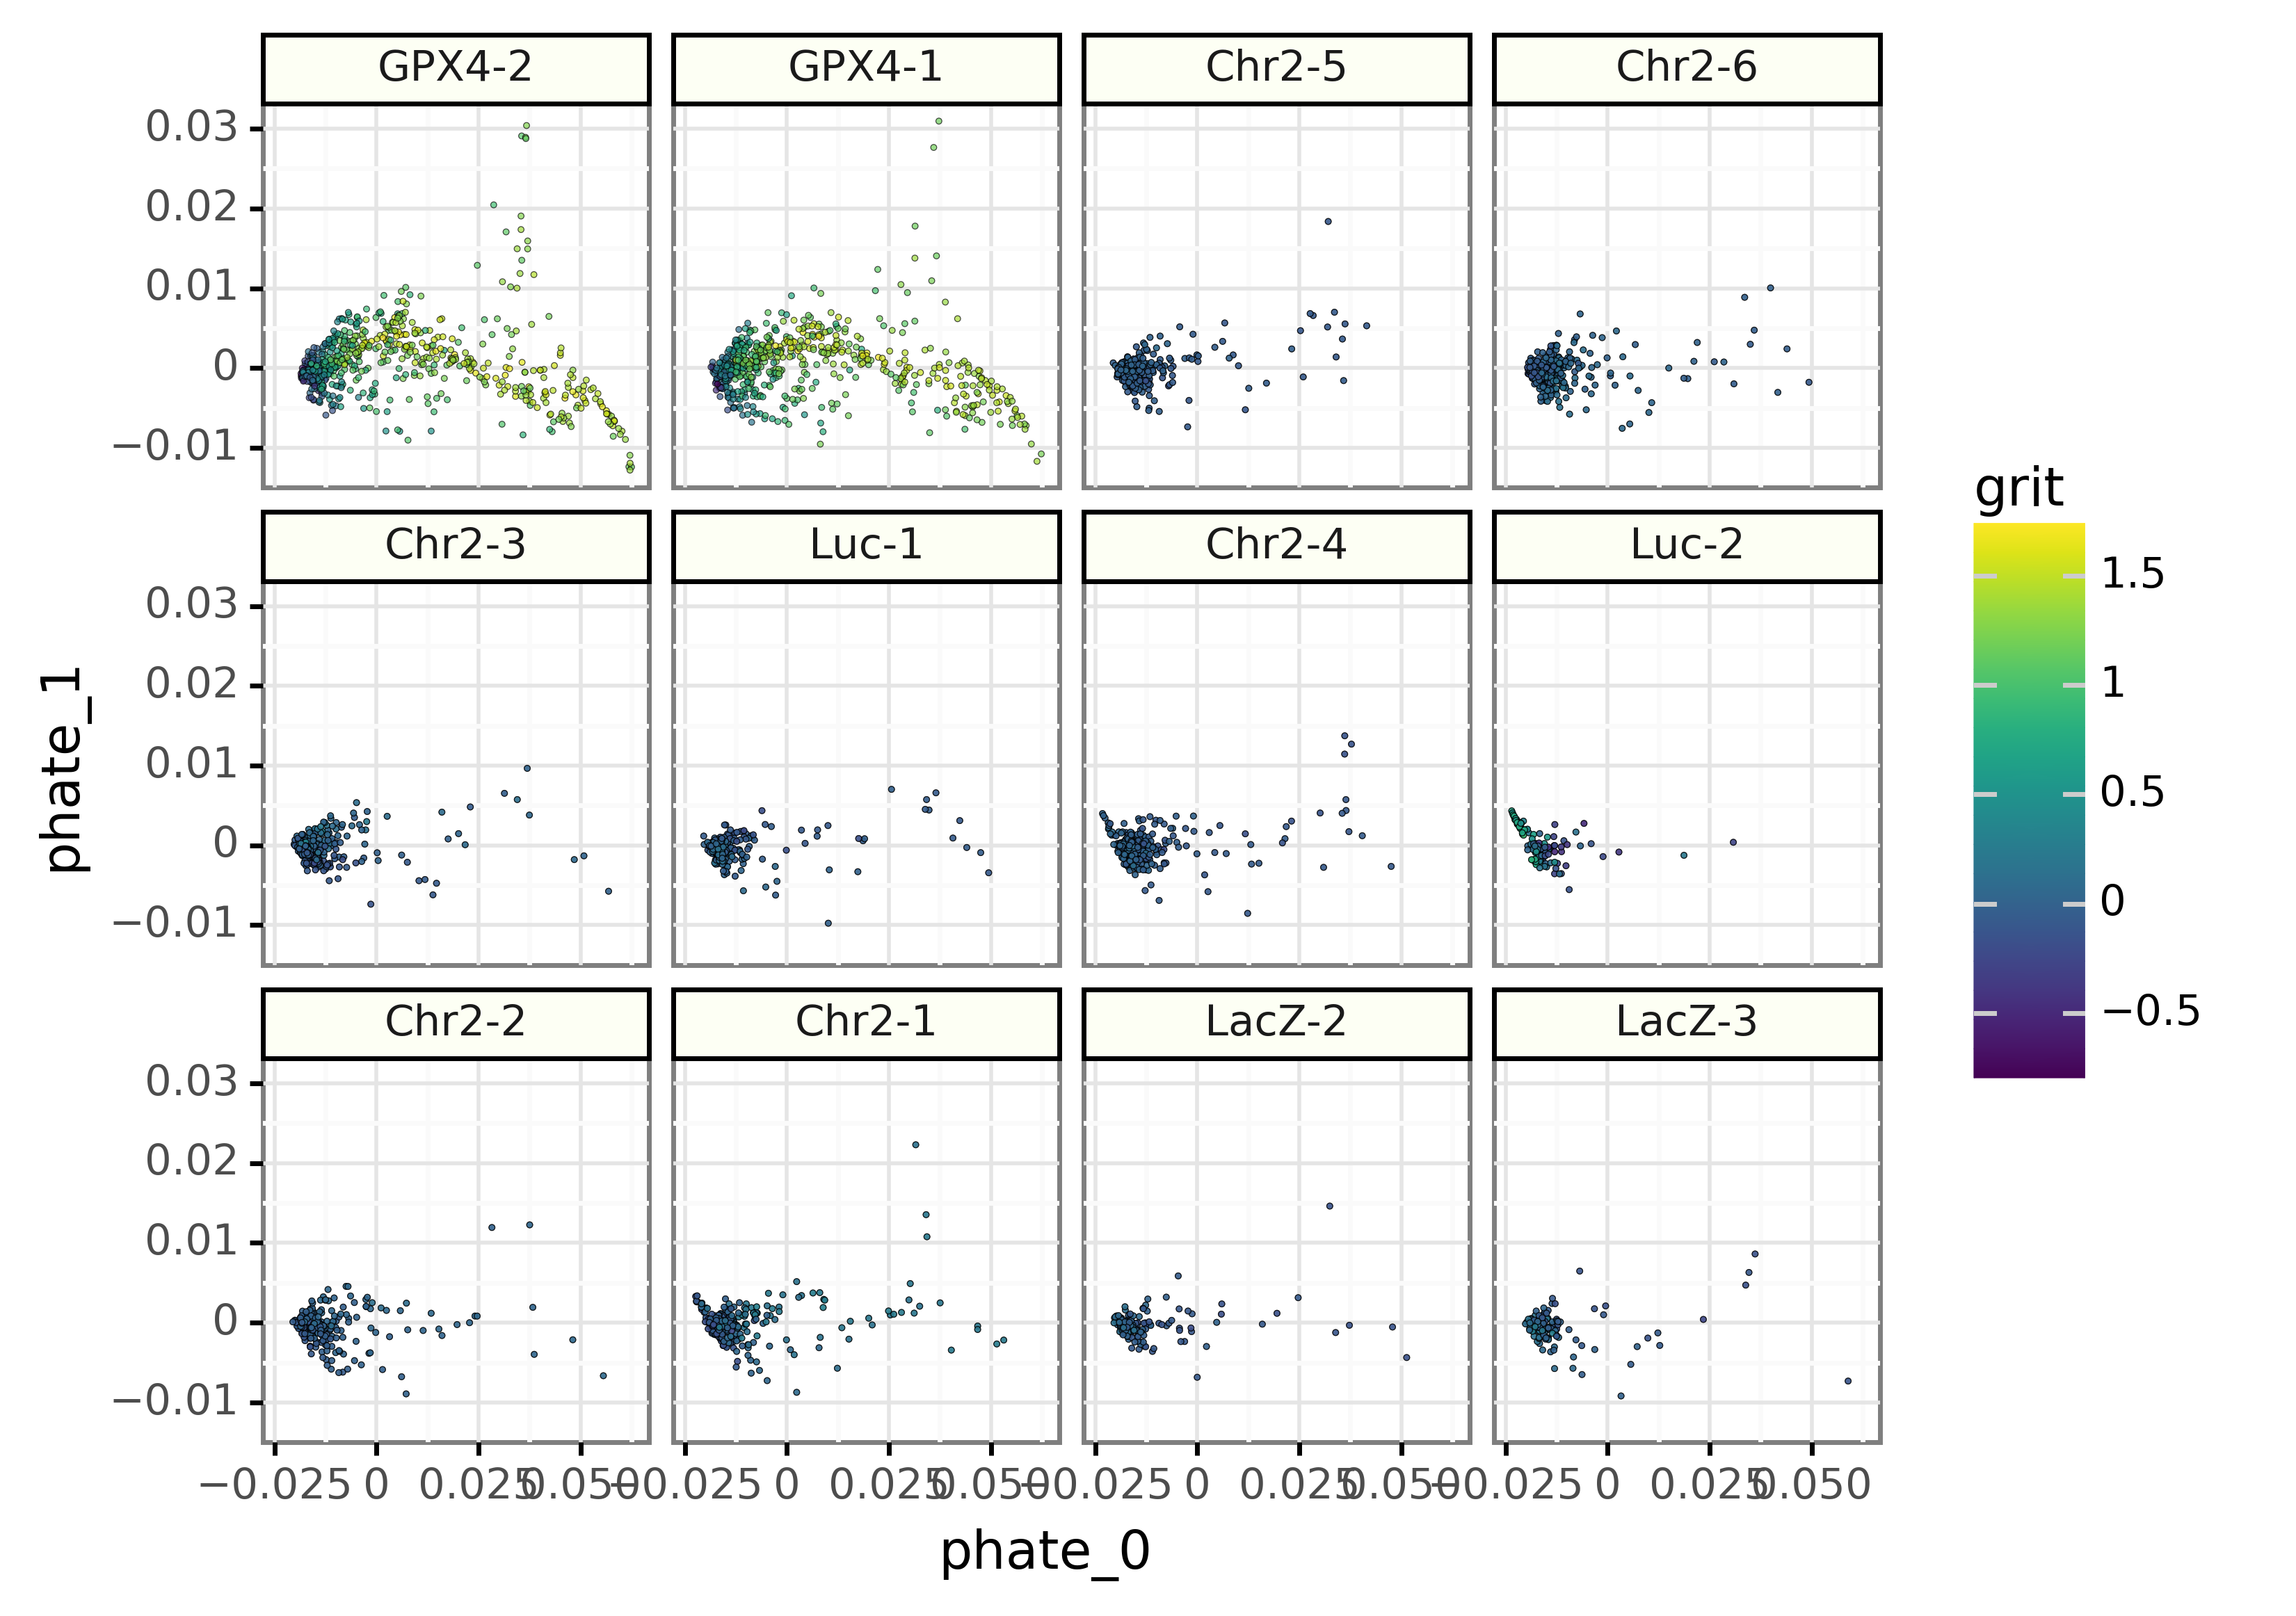 GPX4-2 GPX4-1 Chr2-5 Chr2-6
0.03
0.02
0.01
0
−0.01
Chr2-3 Luc-1 Chr2-4 Luc-2
0.03
0.02
0.01
0
−0.01
Chr2-2 Chr2-1 LacZ-2 LacZ-3
0.03
0.02
0.01
0
−0.01
−0.025 0 0.025 0.050 −0.025 0 0.025 0.050 −0.025 0 0.025 0.050 −0.025 0 0.025 0.050
phate_0
phate_1
grit
1.5
1
0.5
0
−0.5